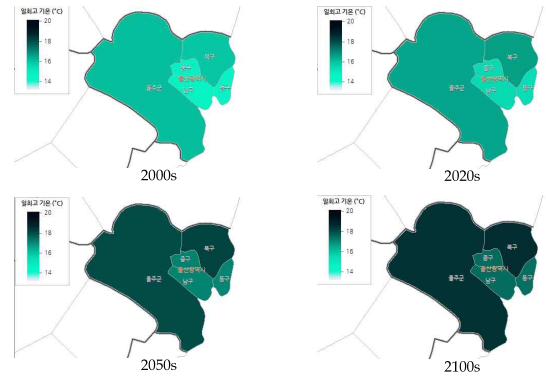 일최고 기온 (°C)
20
18
16
14
북구
중구
울산광역시
울주군
남구
동구
2000s
일최고 기온 (°C)
20
18
16
14
북구
중구
울산광역시
울주군
남구
동구
2020s
일최고 기온 (°C)
20
18
16
14
북구
중구
울산광역시
울주군
남구
동구
2050s
일최고 기온 (°C)
20
18
16
14
북구
중구
울산광역시
울주군
남구
동구
2100s